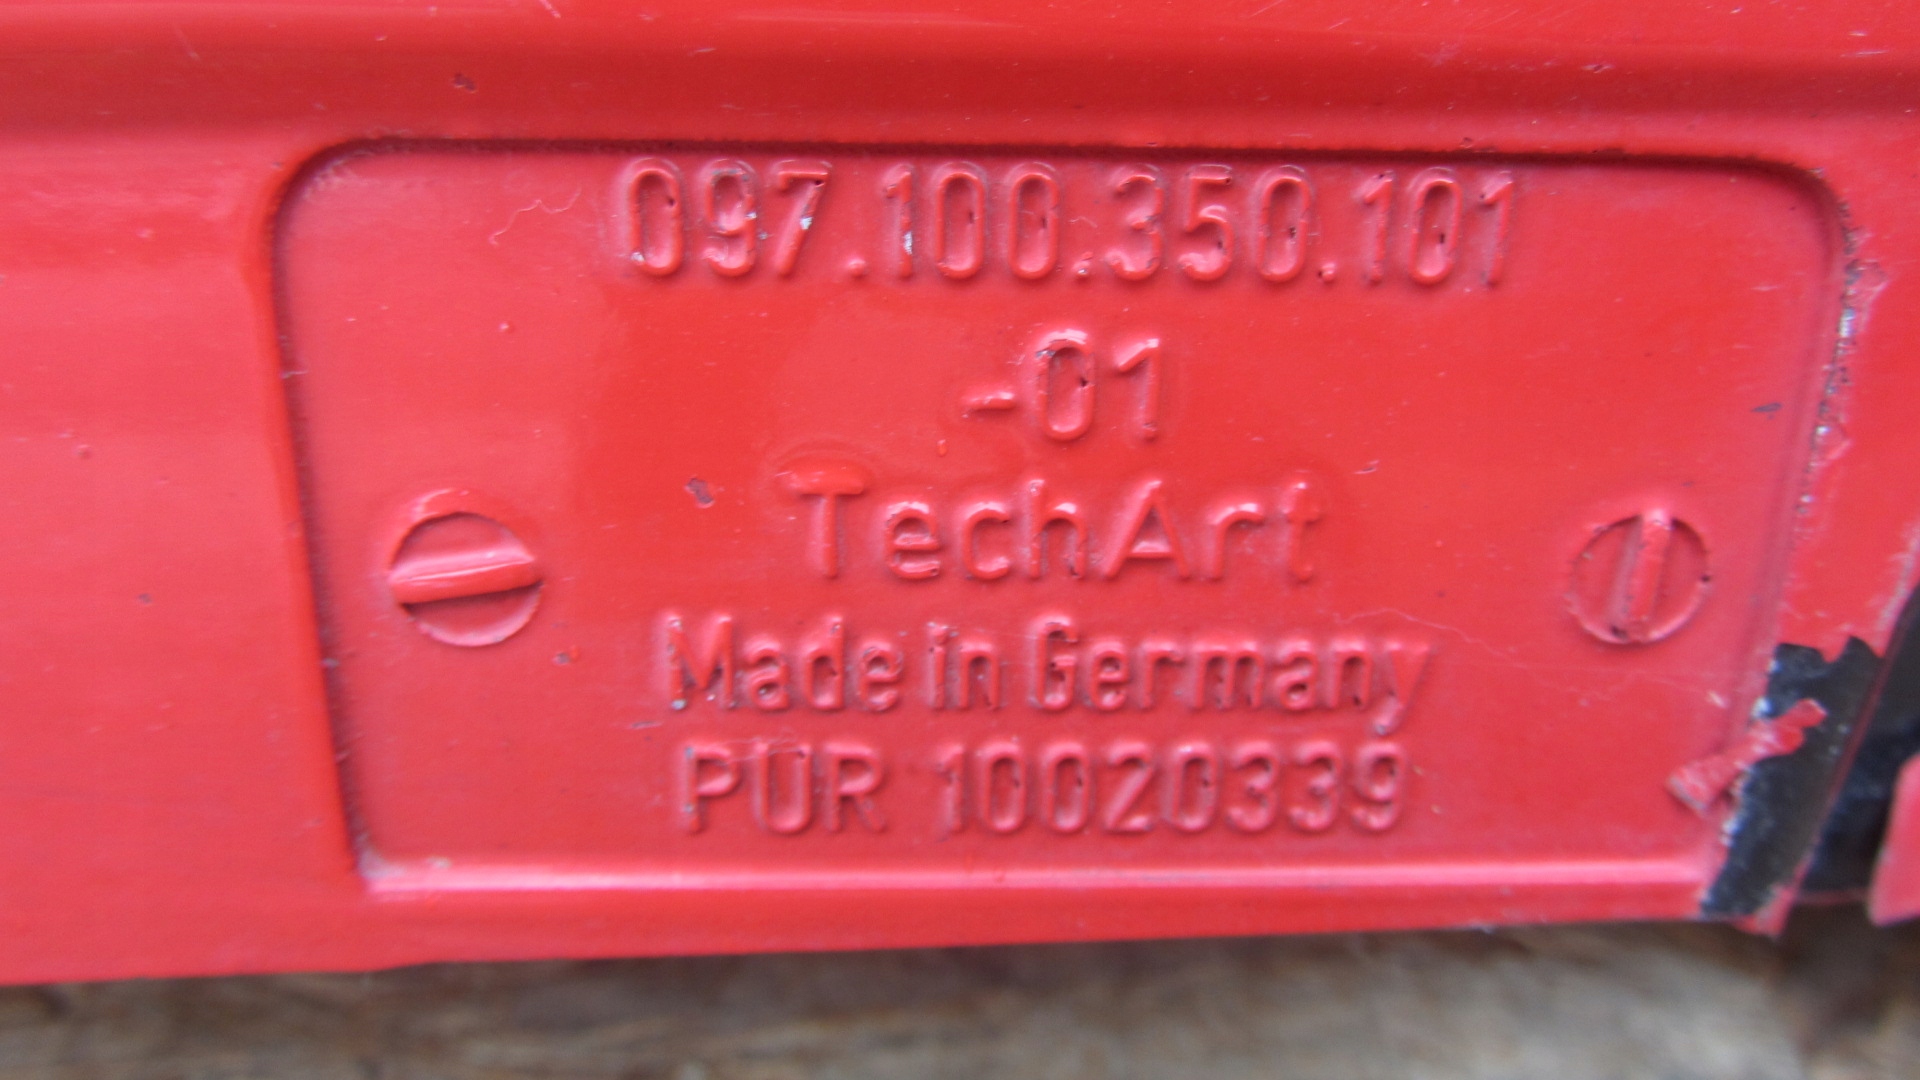 097.100.350.101
-01
TechArt
Made in Germany
PUR 10020339